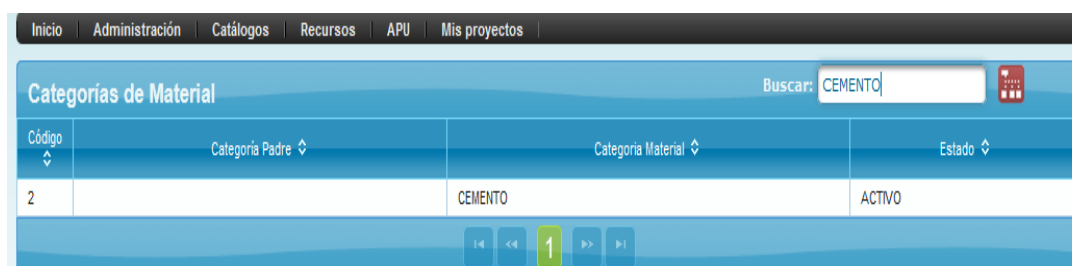 Inicio Administración Catálogos Recursos APU Mis proyectos
Categorías de Material Buscar: CEMENTO
Código Categoría Padre Categoria Material Estado
2 CEMENTO ACTIVO
1